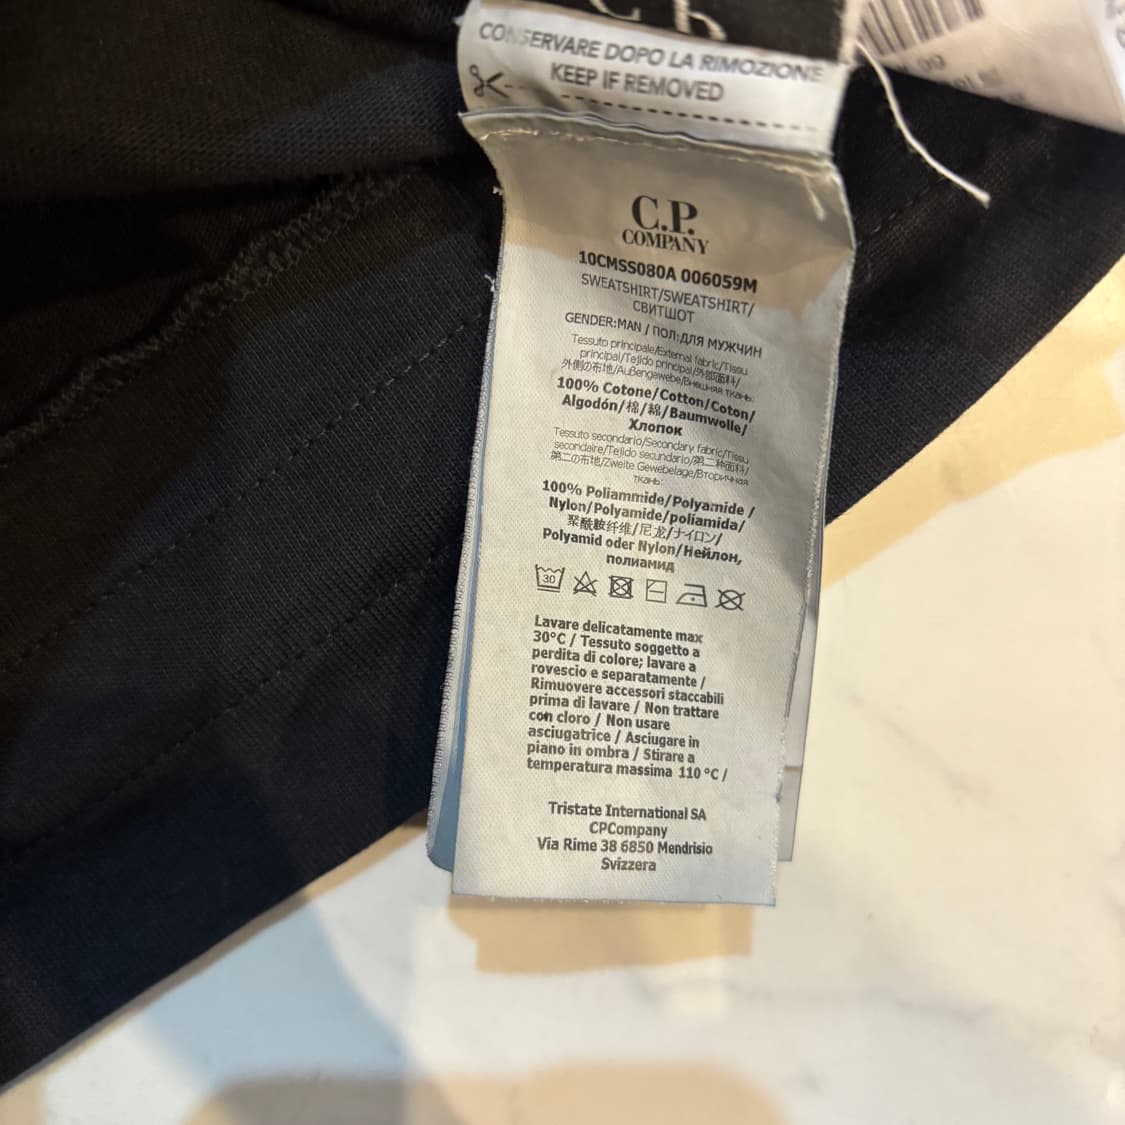 CONSERVARE DOPO LA RIMOZIONE
KEEP IF REMOVED
C.P.
COMPANY
10CMSS080A 006059M
SWEATSHIRT/SWEATSHIRT/
СВИТШОТ
GENDER:MAN / ПОЛ:ДЛЯ МУЖЧИН
Tessuto principale/External fabric/Tissu
principal/Tejido principal/外部面料/
外側の布地/Außengewebe/Внешняя ткань:
100% Cotone/Cotton/Coton/
Algodón/棉/綿/Baumwolle/
Хлопок
Tessuto secondario/Secondary fabric/Tissu
secondaire/Tejido secundario/第二种面料/
第二の布地/Zweite Gewebelage/Вторичная
ткань:
100% Poliammide/Polyamide /
Nylon/Polyamide/poliamida/
聚酰胺纤维/尼龙/ナイロン/
Polyamid oder Nylon/Нейлон,
полиамид
30
Lavare delicatamente max
30°C / Tessuto soggetto a
perdita di colore; lavare a
rovescio e separatamente /
Rimuovere accessori staccabili
prima di lavare / Non trattare
con cloro / Non usare
asciugatrice / Asciugare in
piano in ombra / Stirare a
temperatura massima 110 °C /
Tristate International SA
CPCompany
Via Rime 38 6850 Mendrisio
Svizzera